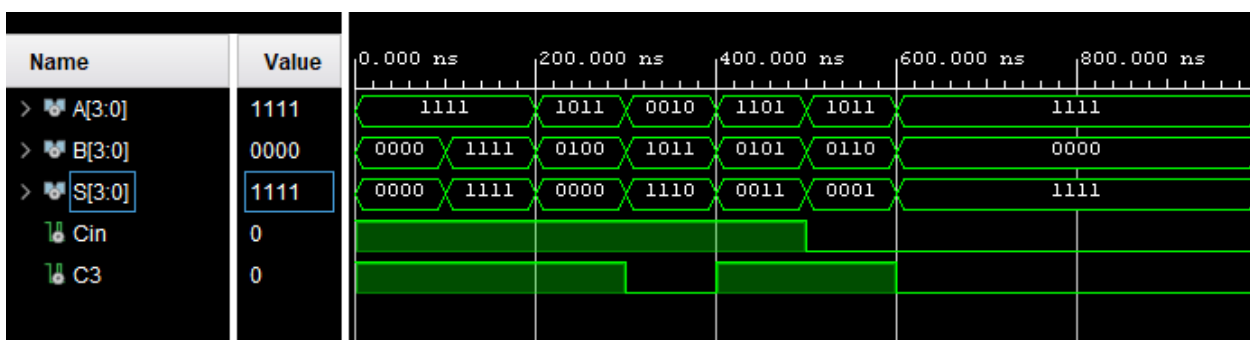 Name Value 0.000 ns 200.000 ns 400.000 ns 600.000 ns 800.000 ns
A[3:0] 1111 1111 1011 0010 1101 1011 1111
B[3:0] 0000 0000 1111 0100 1011 0101 0110 0000
S[3:0] 1111 0000 1111 0000 1110 0011 0001 1111
Cin 0
C3 0